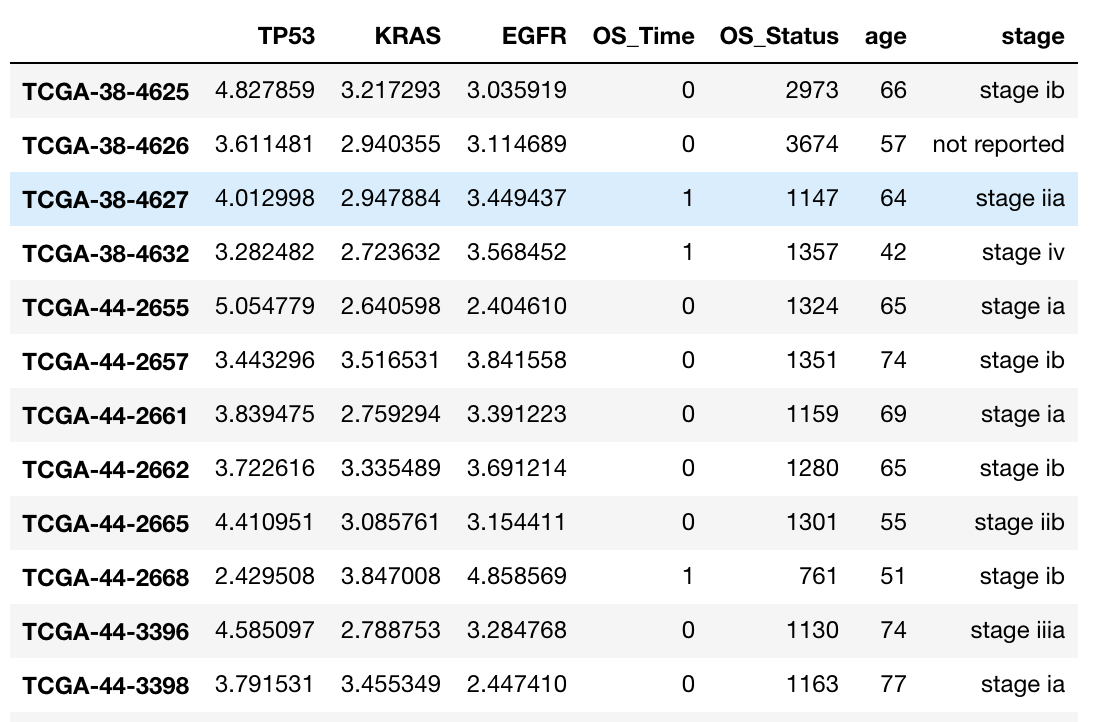 TP53 KRAS EGFR OS_Time OS_Status age stage
TCGA-38-4625 4.827859 3.217293 3.035919 0 2973 66 stage ib
TCGA-38-4626 3.611481 2.940355 3.114689 0 3674 57 not reported
TCGA-38-4627 4.012998 2.947884 3.449437 1 1147 64 stage iia
TCGA-38-4632 3.282482 2.723632 3.568452 1 1357 42 stage iv
TCGA-44-2655 5.054779 2.640598 2.404610 0 1324 65 stage ia
TCGA-44-2657 3.443296 3.516531 3.841558 0 1351 74 stage ib
TCGA-44-2661 3.839475 2.759294 3.391223 0 1159 69 stage ia
TCGA-44-2662 3.722616 3.335489 3.691214 0 1280 65 stage ib
TCGA-44-2665 4.410951 3.085761 3.154411 0 1301 55 stage iib
TCGA-44-2668 2.429508 3.847008 4.858569 1 761 51 stage ib
TCGA-44-3396 4.585097 2.788753 3.284768 0 1130 74 stage iiia
TCGA-44-3398 3.791531 3.455349 2.447410 0 1163 77 stage ia